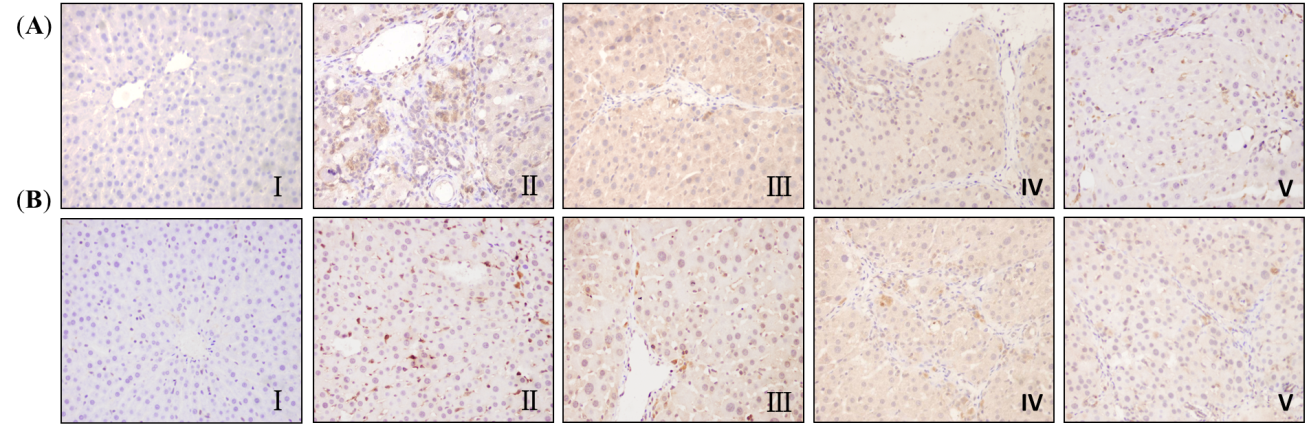 (A)
Ⅰ Ⅱ Ⅲ Ⅳ Ⅴ
(B)
Ⅰ Ⅱ Ⅲ Ⅳ Ⅴ